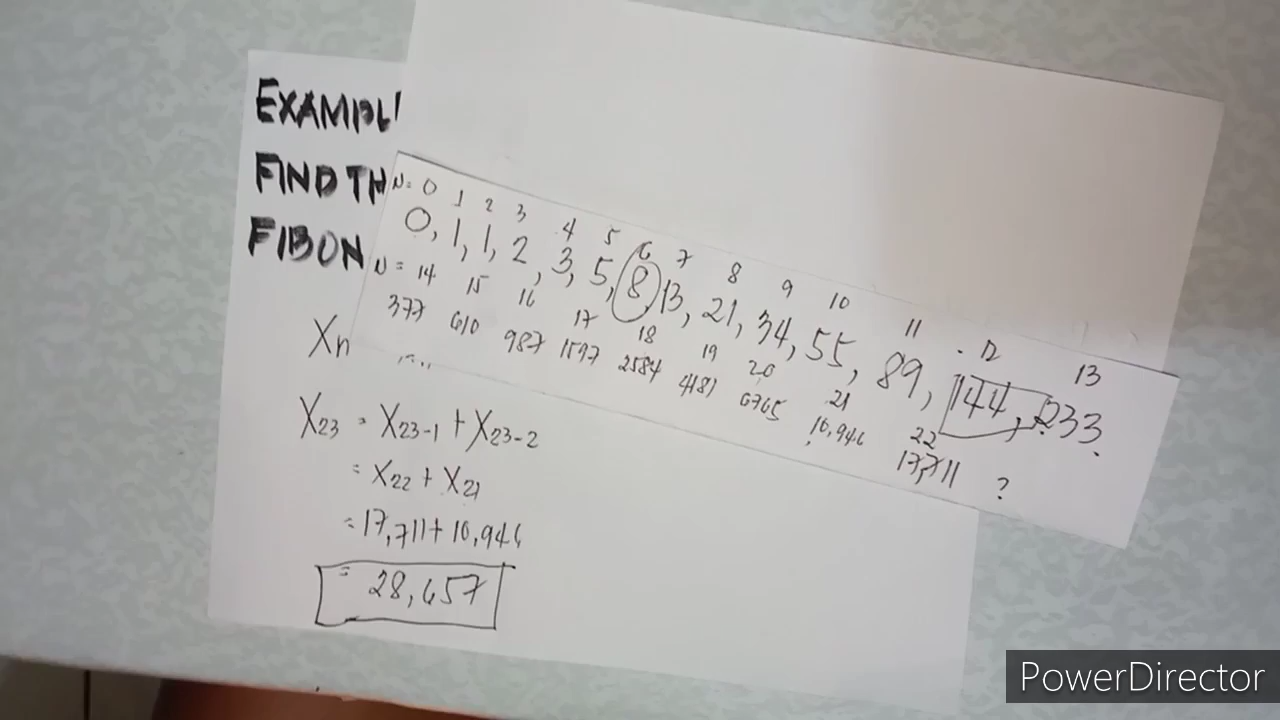 EXAMPL
FIND TH
FIBON
N= 0 1 2 3 4 5 6 7 8 9 10 11 12 13
0, 1, 1, 2, 3, 5, 8 13, 21, 34, 55, 89, 144, 233.
N = 14 15 16 17 18 19 20 21 22
377 610 987 1597 2584 4181 6765 10,946 17,711 ?
Xn
X23 = X23-1 + X23-2
= X22 + X21
= 17,711 + 10,946
= 28,657
PowerDirector